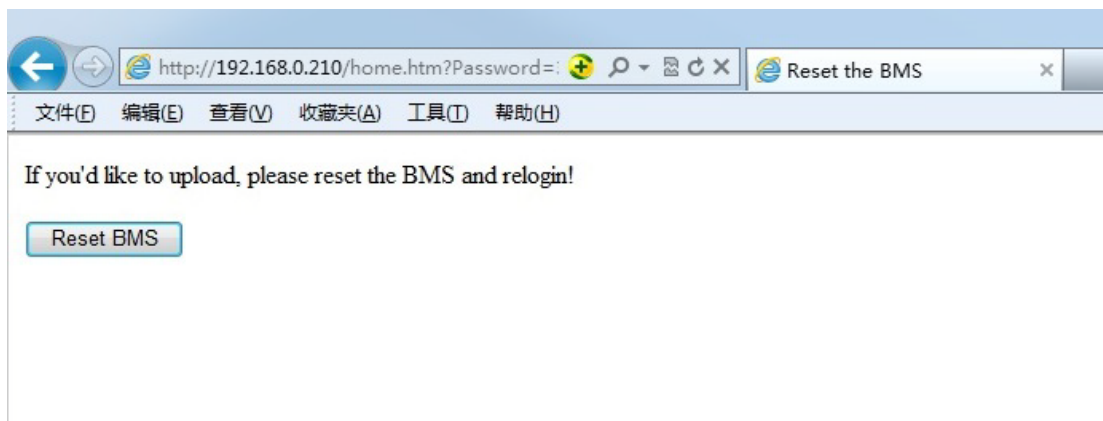 http://192.168.0.210/home.htm?Password=
Reset the BMS
文件(F) 编辑(E) 查看(V) 收藏夹(A) 工具(T) 帮助(H)
If you'd like to upload, please reset the BMS and relogin!
Reset BMS